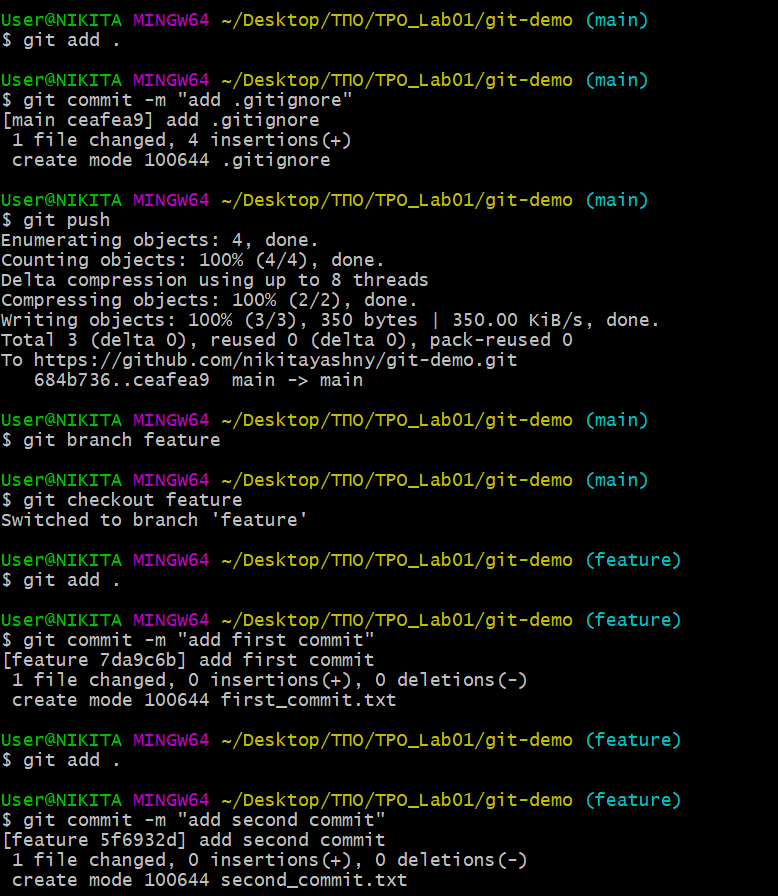 User@NIKITA MINGW64 ~/Desktop/ТПО/TPO_Lab01/git-demo (main)
$ git add .
User@NIKITA MINGW64 ~/Desktop/ТПО/TPO_Lab01/git-demo (main)
$ git commit -m "add .gitignore"
[main ceafea9] add .gitignore
 1 file changed, 4 insertions(+)
 create mode 100644 .gitignore
User@NIKITA MINGW64 ~/Desktop/ТПО/TPO_Lab01/git-demo (main)
$ git push
Enumerating objects: 4, done.
Counting objects: 100% (4/4), done.
Delta compression using up to 8 threads
Compressing objects: 100% (2/2), done.
Writing objects: 100% (3/3), 350 bytes | 350.00 KiB/s, done.
Total 3 (delta 0), reused 0 (delta 0), pack-reused 0
To https://github.com/nikitayashny/git-demo.git
   684b736..ceafea9  main -> main
User@NIKITA MINGW64 ~/Desktop/ТПО/TPO_Lab01/git-demo (main)
$ git branch feature
User@NIKITA MINGW64 ~/Desktop/ТПО/TPO_Lab01/git-demo (main)
$ git checkout feature
Switched to branch 'feature'
User@NIKITA MINGW64 ~/Desktop/ТПО/TPO_Lab01/git-demo (feature)
$ git add .
User@NIKITA MINGW64 ~/Desktop/ТПО/TPO_Lab01/git-demo (feature)
$ git commit -m "add first commit"
[feature 7da9c6b] add first commit
 1 file changed, 0 insertions(+), 0 deletions(-)
 create mode 100644 first_commit.txt
User@NIKITA MINGW64 ~/Desktop/ТПО/TPO_Lab01/git-demo (feature)
$ git add .
User@NIKITA MINGW64 ~/Desktop/ТПО/TPO_Lab01/git-demo (feature)
$ git commit -m "add second commit"
[feature 5f6932d] add second commit
 1 file changed, 0 insertions(+), 0 deletions(-)
 create mode 100644 second_commit.txt